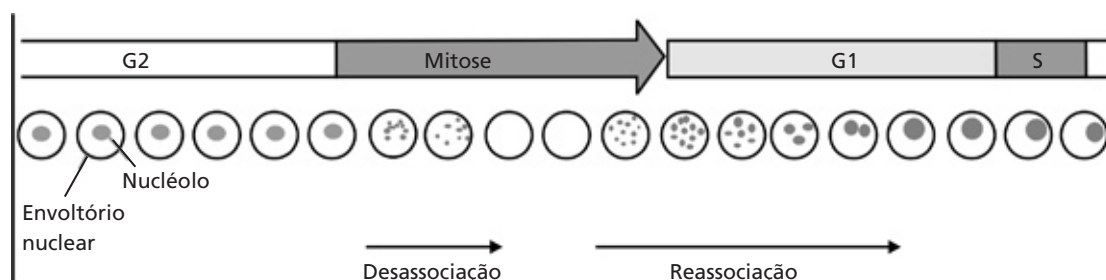 G2
Mitose
G1
S
Nucléolo
Envoltório
nuclear
Desassociação
Reassociação